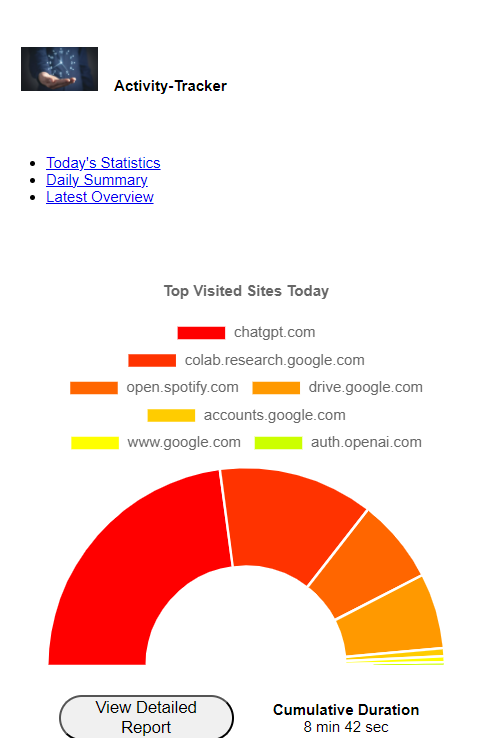 Activity-Tracker
Today's Statistics
Daily Summary
Latest Overview
Top Visited Sites Today
chatgpt.com
colab.research.google.com
open.spotify.com drive.google.com
accounts.google.com
www.google.com auth.openai.com
View Detailed
Report
Cumulative Duration
8 min 42 sec